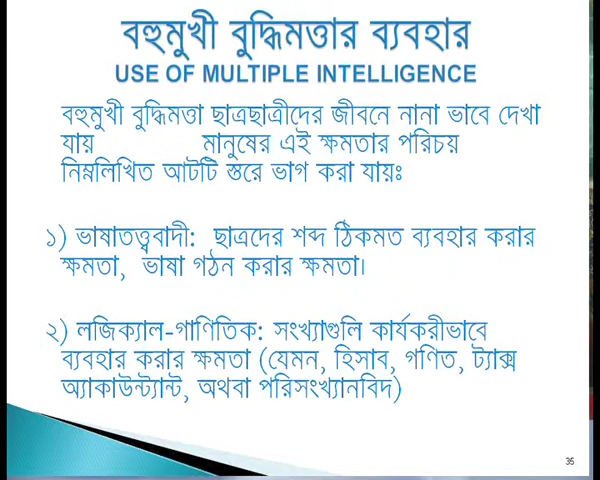 বহুমুখী বুদ্ধিমত্তার ব্যবহার
USE OF MULTIPLE INTELLIGENCE
বহুমুখী বুদ্ধিমত্তা ছাত্রছাত্রীদের জীবনে নানা ভাবে দেখা
যায় মানুষের এই ক্ষমতার পরিচয়
নিম্নলিখিত আটটি স্তরে ভাগ করা যায়ঃ
১) ভাষাতত্ত্ববাদী: ছাত্রদের শব্দ ঠিকমত ব্যবহার করার
ক্ষমতা, ভাষা গঠন করার ক্ষমতা।
২) লজিক্যাল-গাণিতিক: সংখ্যাগুলি কার্যকরীভাবে
ব্যবহার করার ক্ষমতা (যেমন, হিসাব, গণিত, ট্যাক্স
অ্যাকাউন্ট্যান্ট, অথবা পরিসংখ্যানবিদ)
35